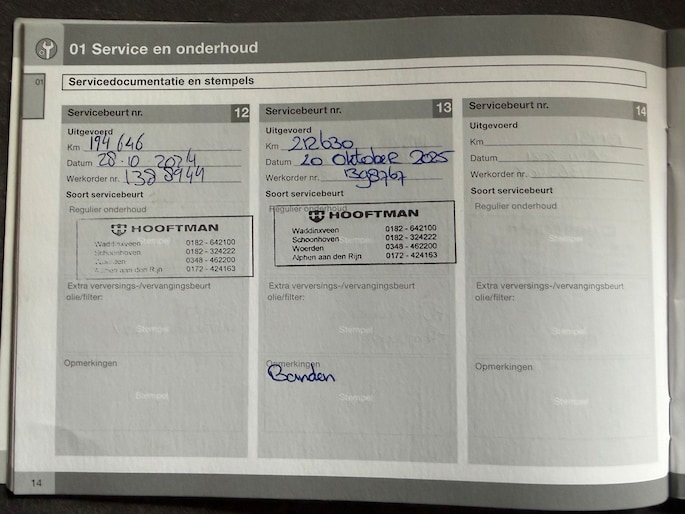 01 Service en onderhoud
01
Servicedocumentatie en stempels
Servicebeurt nr. 12
Uitgevoerd
Km 194646
Datum 28-10 2024
Werkorder nr. 1388944
Soort servicebeurt
Regulier onderhoud
HOOFTMAN
Waddinxveen 0182 - 642100
Schoonhoven 0182 - 324222
Woerden 0348 - 462200
Alphen aan den Rijn 0172 - 424163
Extra verversings-/vervangingsbeurt
olie/filter:
Stempel
Opmerkingen
Stempel
Servicebeurt nr. 13
Uitgevoerd
Km 212630
Datum 20 Oktober 2025
Werkorder nr. 1398767
Soort servicebeurt
Regulier onderhoud
HOOFTMAN
Waddinxveen 0182 - 642100
Schoonhoven 0182 - 324222
Woerden 0348 - 462200
Alphen aan den Rijn 0172 - 424163
Extra verversings-/vervangingsbeurt
olie/filter:
Stempel
Opmerkingen
Banden
Stempel
Servicebeurt nr. 14
Uitgevoerd
Km
Datum
Werkorder nr.
Soort servicebeurt
Regulier onderhoud
Stempel
Extra verversings-/vervangingsbeurt
olie/filter:
Stempel
Opmerkingen
Stempel
14